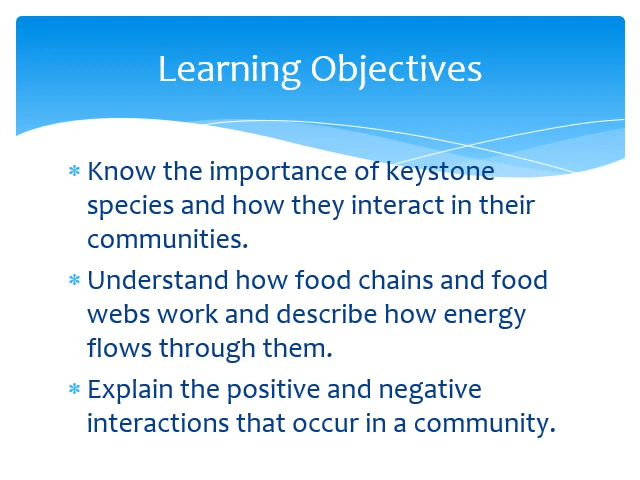 Learning Objectives
* Know the importance of keystone
species and how they interact in their
communities.
* Understand how food chains and food
webs work and describe how energy
flows through them.
* Explain the positive and negative
interactions that occur in a community.